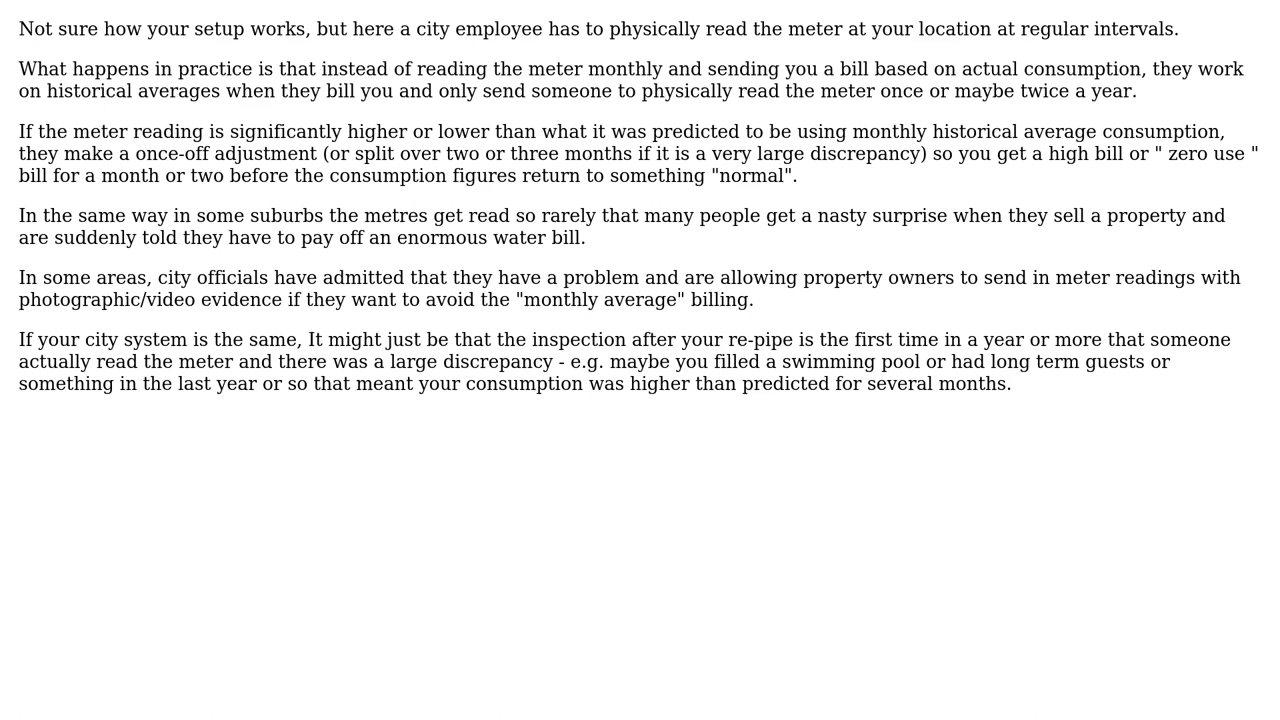 Not sure how your setup works, but here a city employee has to physically read the meter at your location at regular intervals.
What happens in practice is that instead of reading the meter monthly and sending you a bill based on actual consumption, they work
on historical averages when they bill you and only send someone to physically read the meter once or maybe twice a year.
If the meter reading is significantly higher or lower than what it was predicted to be using monthly historical average consumption,
they make a once-off adjustment (or split over two or three months if it is a very large discrepancy) so you get a high bill or " zero use "
bill for a month or two before the consumption figures return to something "normal".
In the same way in some suburbs the metres get read so rarely that many people get a nasty surprise when they sell a property and
are suddenly told they have to pay off an enormous water bill.
In some areas, city officials have admitted that they have a problem and are allowing property owners to send in meter readings with
photographic/video evidence if they want to avoid the "monthly average" billing.
If your city system is the same, It might just be that the inspection after your re-pipe is the first time in a year or more that someone
actually read the meter and there was a large discrepancy - e.g. maybe you filled a swimming pool or had long term guests or
something in the last year or so that meant your consumption was higher than predicted for several months.